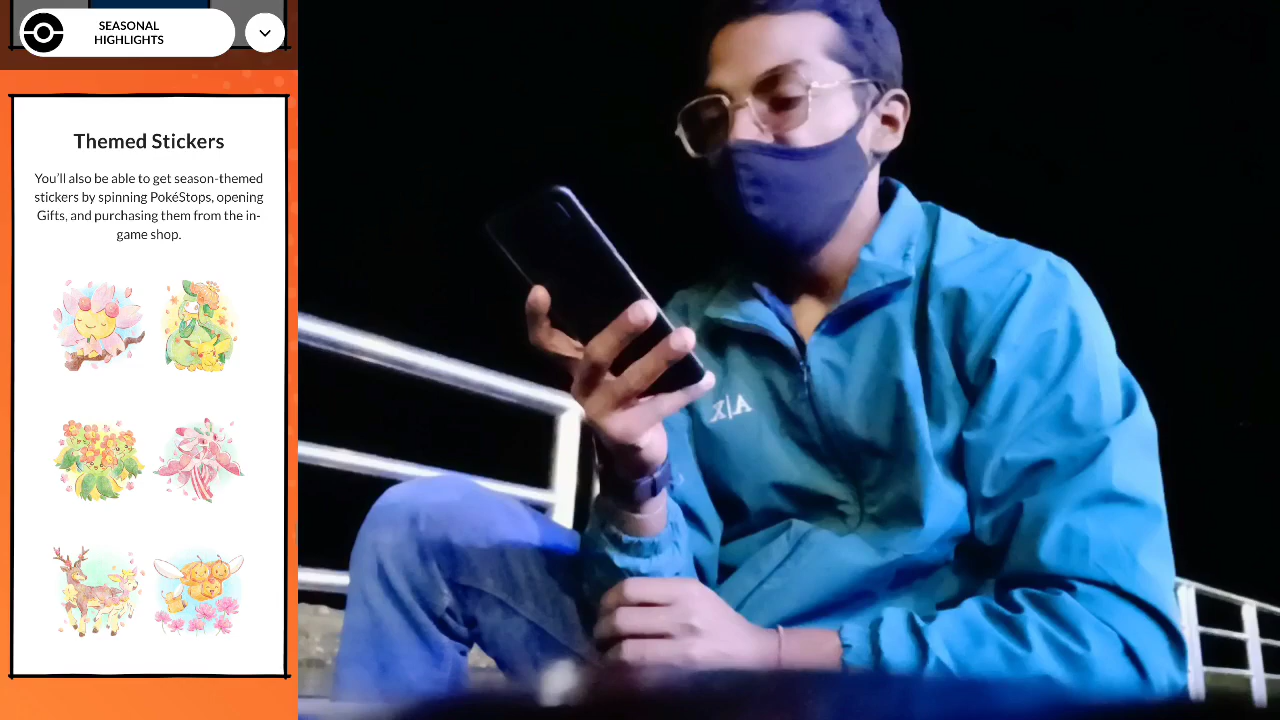 SEASONAL
HIGHLIGHTS
Themed Stickers
You'll also be able to get season-themed
stickers by spinning PokéStops, opening
Gifts, and purchasing them from the in-
game shop.
X|A